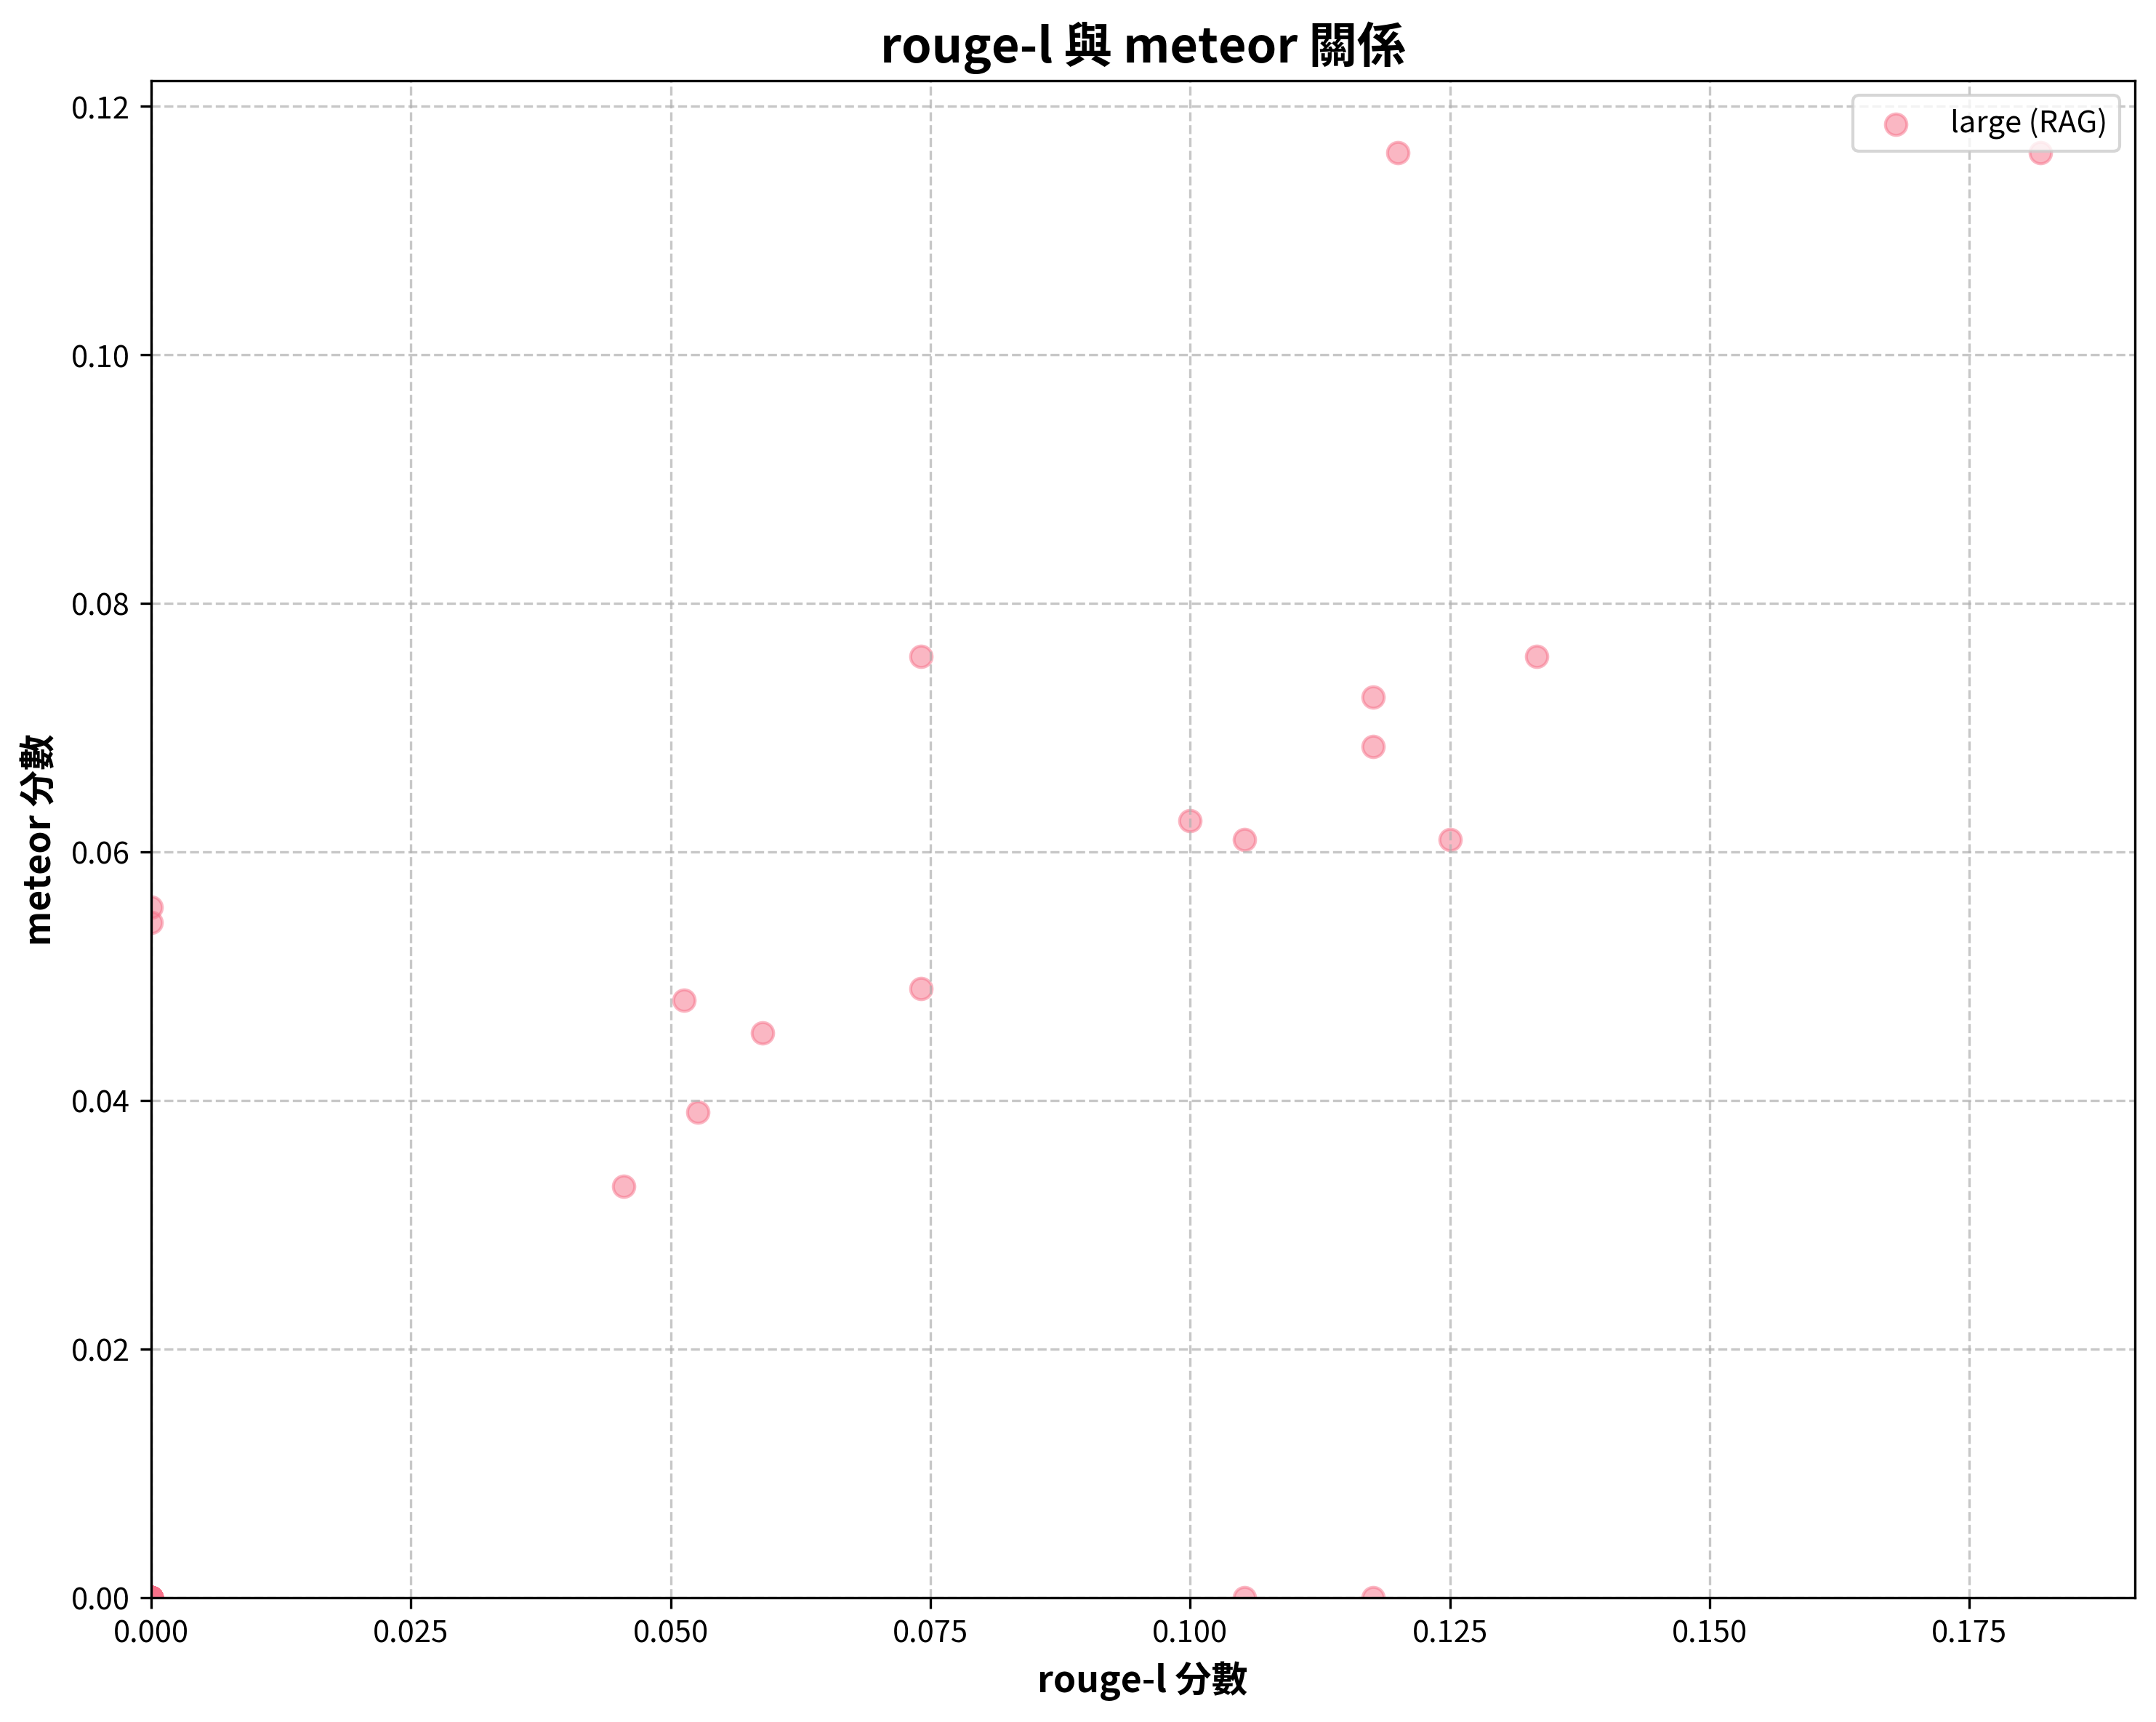 rouge-l 與 meteor 關係
large (RAG)
0.12
0.10
0.08
0.06
0.04
0.02
0.00
meteor 分數
0.000 0.025 0.050 0.075 0.100 0.125 0.150 0.175
rouge-l 分數